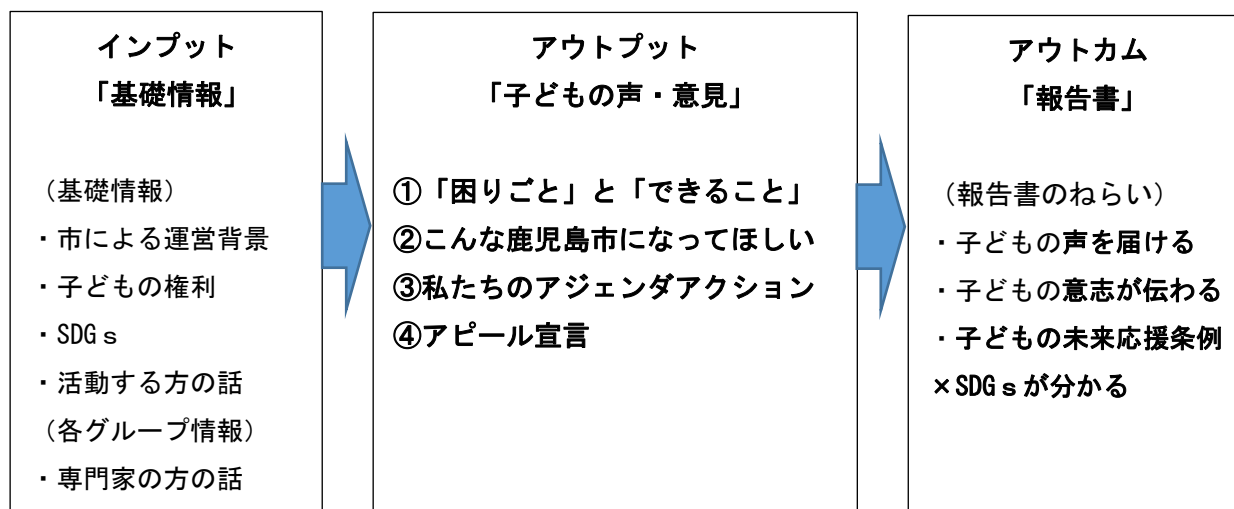 インプット
「基礎情報」
(基礎情報)
・市による運営背景
・子どもの権利
・SDGs
・活動する方の話
(各グループ情報)
・専門家の方の話
アウトプット
「子どもの声・意見」
①「困りごと」と「できること」
②こんな鹿児島市になってほしい
③私たちのアジェンダアクション
④アピール宣言
アウトカム
「報告書」
(報告書のねらい)
・子どもの声を届ける
・子どもの意志が伝わる
・子どもの未来応援条例
×SDGsが分かる